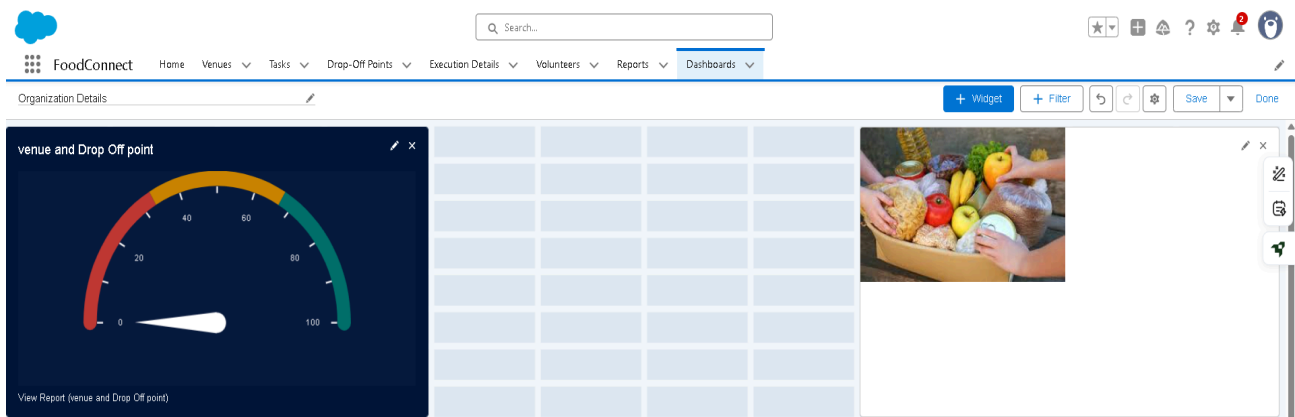 Search...
2
FoodConnect Home Venues Tasks Drop-Off Points Execution Details Volunteers Reports Dashboards
Organization Details + Widget + Filter Save Done
venue and Drop Off point
40 60
20 80
0 100
View Report (venue and Drop Off point)